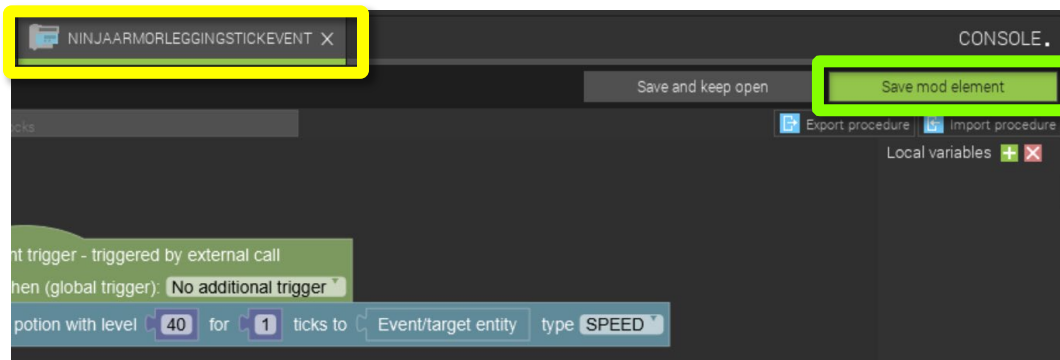 NINJAARMORLEGGINGSTICKEVENT X
CONSOLE.
Save and keep open
Save mod element
ocks
Export procedure
Import procedure
Local variables
nt trigger - triggered by external call
hen (global trigger): No additional trigger
potion with level 40 for 1 ticks to Event/target entity type SPEED